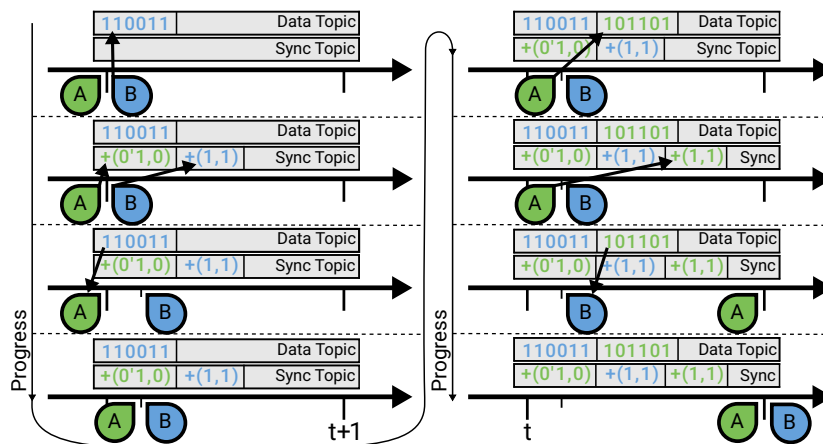 110011 Data Topic
Sync Topic
A B
110011 Data Topic
+(0'1,0) +(1,1) Sync Topic
A B
110011 Data Topic
+(0'1,0) +(1,1) Sync Topic
A B
110011 Data Topic
+(0'1,0) +(1,1) Sync Topic
A B t+1
Progress
110011 101101 Data Topic
+(0'1,0) +(1,1) Sync Topic
A B
110011 101101 Data Topic
+(0'1,0) +(1,1) +(1,1) Sync
A B
110011 101101 Data Topic
+(0'1,0) +(1,1) +(1,1) Sync
B A
110011 101101 Data Topic
+(0'1,0) +(1,1) +(1,1) Sync
t A B
Progress